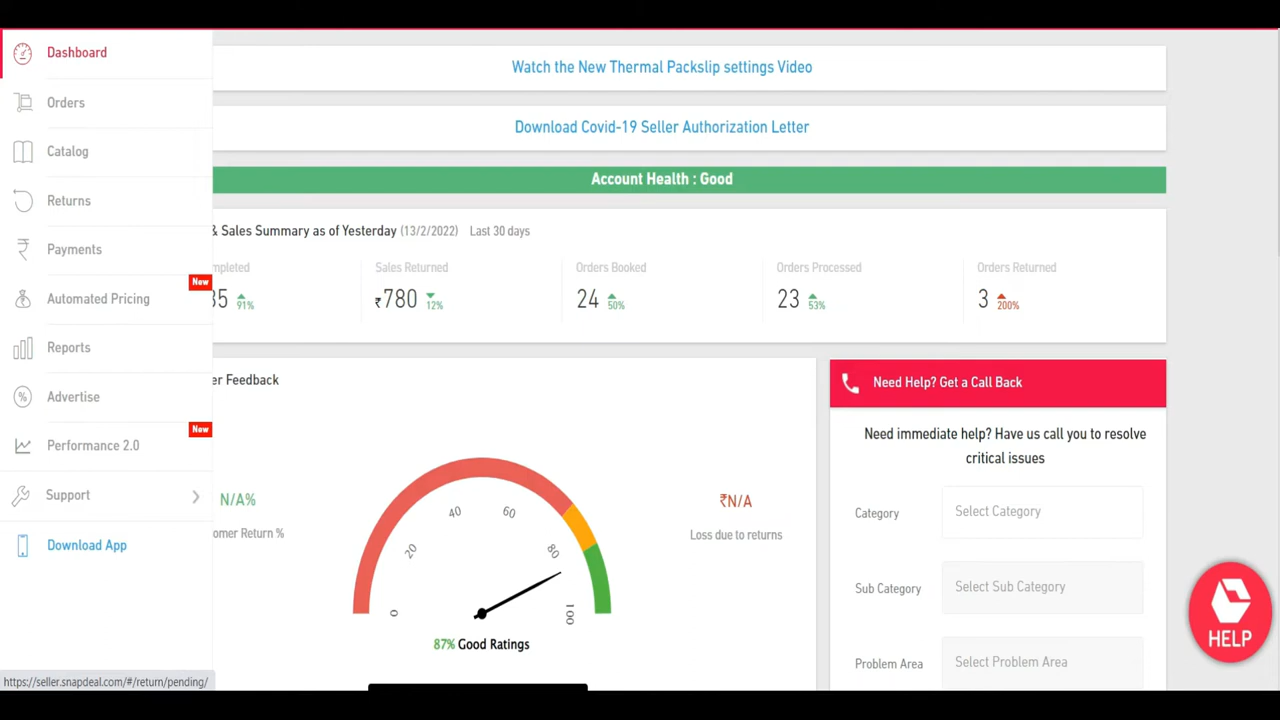 Dashboard
Orders
Catalog
Returns
Payments
New
Automated Pricing
Reports
Advertise
New
Performance 2.0
Support
Download App
https://seller.snapdeal.com/#/return/pending/
Watch the New Thermal Packslip settings Video
Download Covid-19 Seller Authorization Letter
Account Health : Good
& Sales Summary as of Yesterday (13/2/2022) Last 30 days
mpleted Sales Returned Orders Booked Orders Processed Orders Returned
35 91% ₹780 12% 24 50% 23 53% 3 200%
er Feedback
N/A%
omer Return %
0 20 40 60 80 100
87% Good Ratings
₹N/A
Loss due to returns
Need Help? Get a Call Back
Need immediate help? Have us call you to resolve
critical issues
Category Select Category
Sub Category Select Sub Category
Problem Area Select Problem Area
HELP